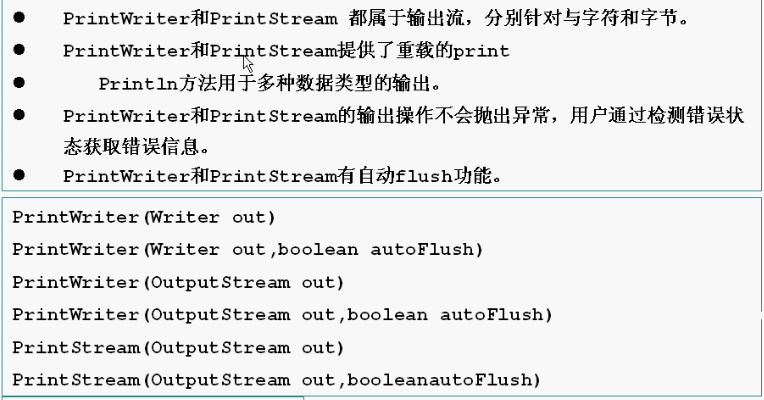 ● PrintWriter和PrintStream 都属于输出流，分别针对与字符和字节。
● PrintWriter和PrintStream提供了重载的print
● Println方法用于多种数据类型的输出。
● PrintWriter和PrintStream的输出操作不会抛出异常，用户通过检测错误状
态获取错误信息。
● PrintWriter和PrintStream有自动flush功能。
PrintWriter(Writer out)
PrintWriter(Writer out,boolean autoFlush)
PrintWriter(OutputStream out)
PrintWriter(OutputStream out,boolean autoFlush)
PrintStream(OutputStream out)
PrintStream(OutputStream out,booleanautoFlush)